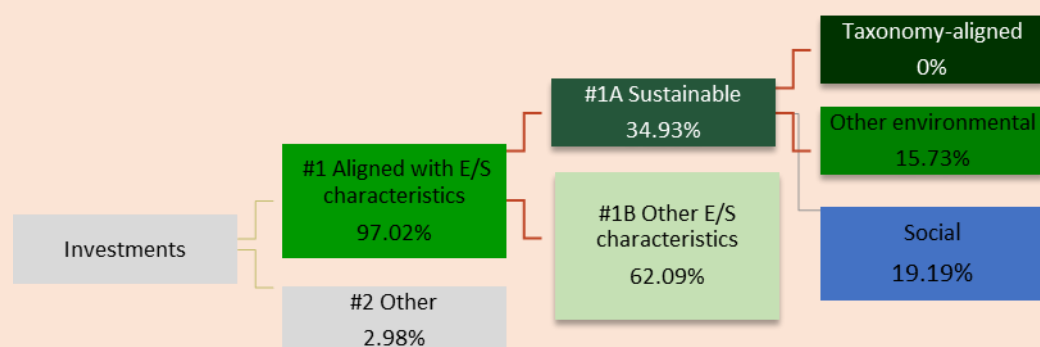 Investments
#1 Aligned with E/S
characteristics
97.02%
#2 Other
2.98%
#1A Sustainable
34.93%
#1B Other E/S
characteristics
62.09%
Taxonomy-aligned
0%
Other environmental
15.73%
Social
19.19%